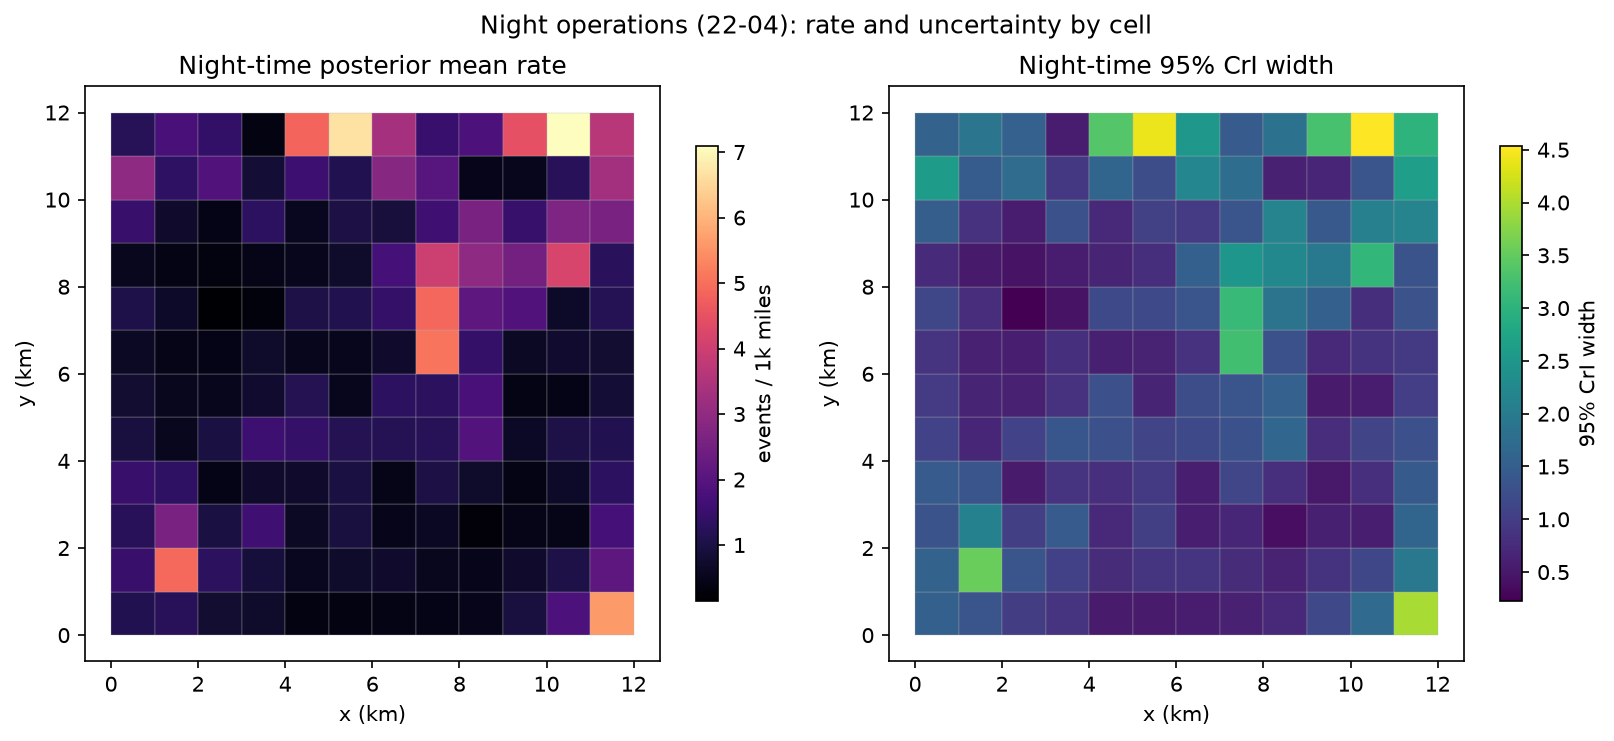 Night operations (22-04): rate and uncertainty by cell
Night-time posterior mean rate
12
10
8
6
4
2
0
y (km)
0 2 4 6 8 10 12
x (km)
7
6
5
4
3
2
1
events / 1k miles
Night-time 95% CrI width
12
10
8
6
4
2
0
y (km)
0 2 4 6 8 10 12
x (km)
4.5
4.0
3.5
3.0
2.5
2.0
1.5
1.0
0.5
95% CrI width